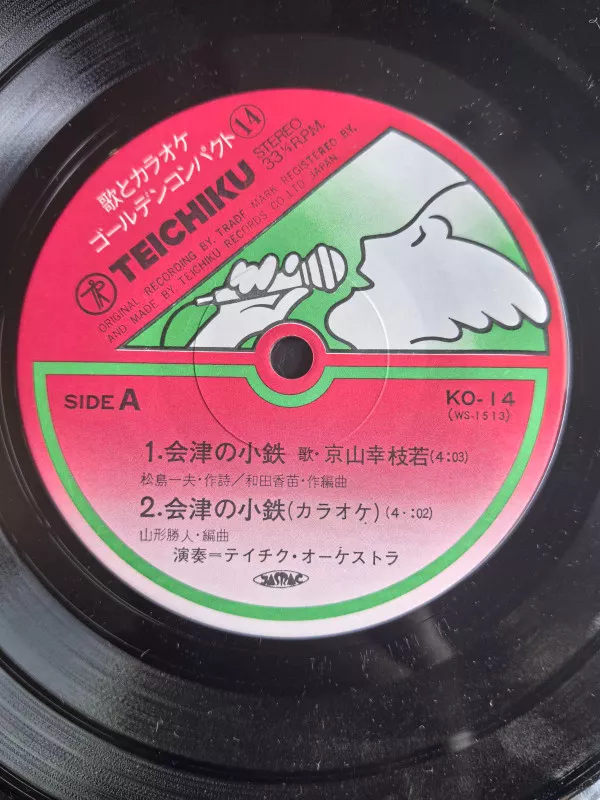 歌とカラオケ
ゴールデンコンパクト⑭
TEICHIKU
STEREO
33⅓R.P.M.
ORIGINAL RECORDING BY. TRADE MARK REGISTERED BY.
AND MADE BY TEICHIKU RECORDS CO. LTD JAPAN.
SIDE A
KO-14
(WS-1513)
1.会津の小鉄 歌・京山幸枝若(4:03)
松島一夫・作詩/和田香苗・作編曲
2.会津の小鉄(カラオケ)(4:02)
山形勝人・編曲
演奏=テイチク・オーケストラ
JASRAC